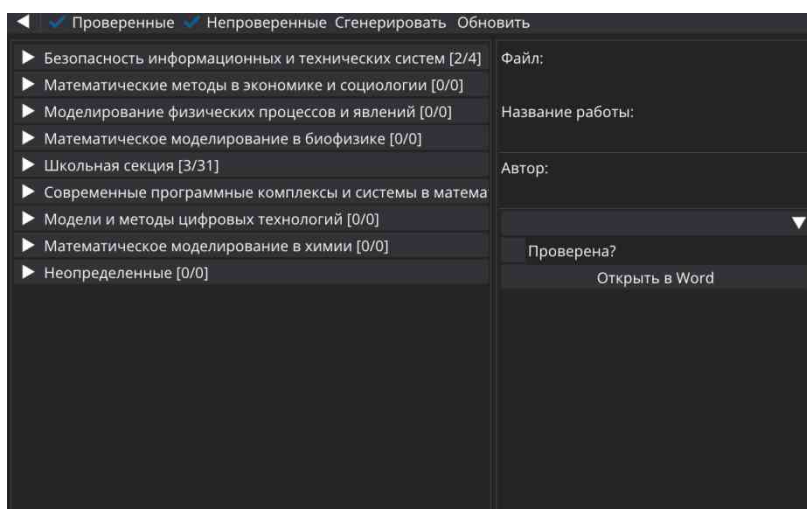 Проверенные Непроверенные Сгенерировать Обновить
Безопасность информационных и технических систем [2/4]
Математические методы в экономике и социологии [0/0]
Моделирование физических процессов и явлений [0/0]
Математическое моделирование в биофизике [0/0]
Школьная секция [3/31]
Современные программные комплексы и системы в матема
Модели и методы цифровых технологий [0/0]
Математическое моделирование в химии [0/0]
Неопределенные [0/0]
Файл:
Название работы:
Автор:
Проверена?
Открыть в Word